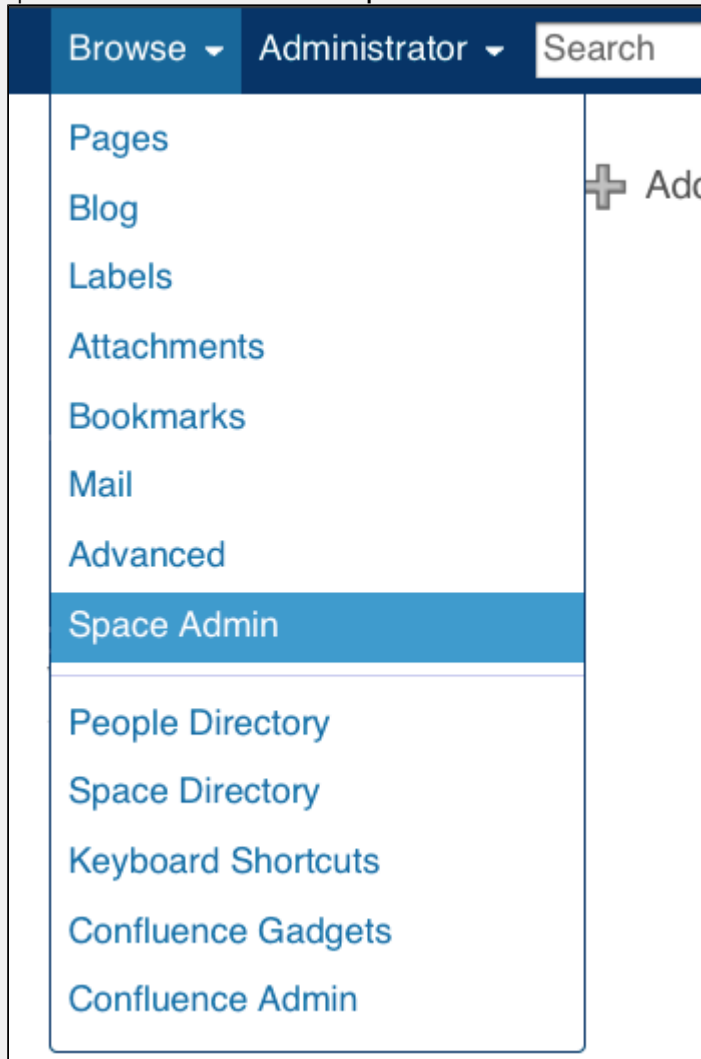 Browse Administrator Search
Pages
Add
Blog
Labels
Attachments
Bookmarks
Mail
Advanced
Space Admin
People Directory
Space Directory
Keyboard Shortcuts
Confluence Gadgets
Confluence Admin